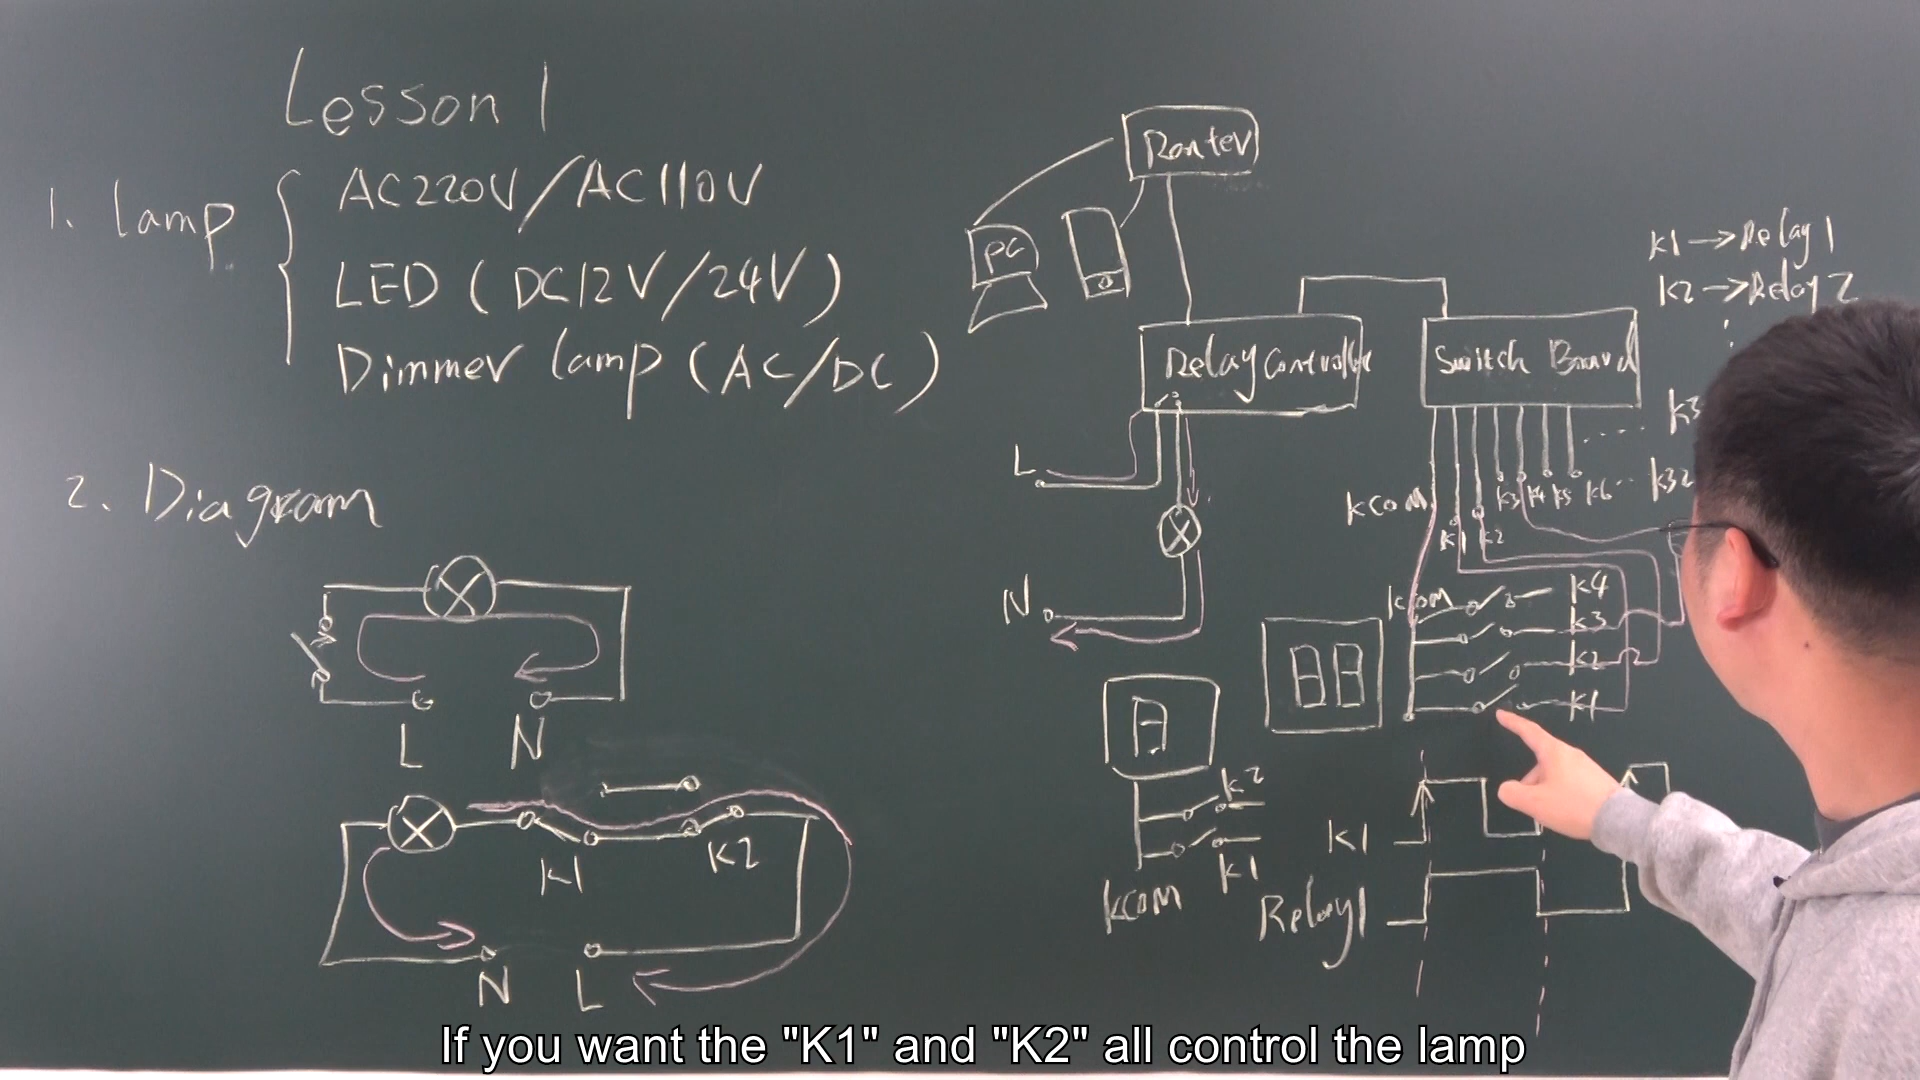 Lesson 1
1. lamp
AC220V/AC110V
LED (DC12V/24V)
Dimmer lamp (AC/DC)
2. Diagram
L N
K1 K2
N L
Router
PC
Relay Controller
Switch Board
K1→Relay 1
K2→Relay 2
K3
L
N
kcom
K1 K2 K3 K4 K5 K6 ... K32
kcom
K4
K3
K2
K1
K2
K1
kcom
K1
Relay1
If you want the "K1" and "K2" all control the lamp